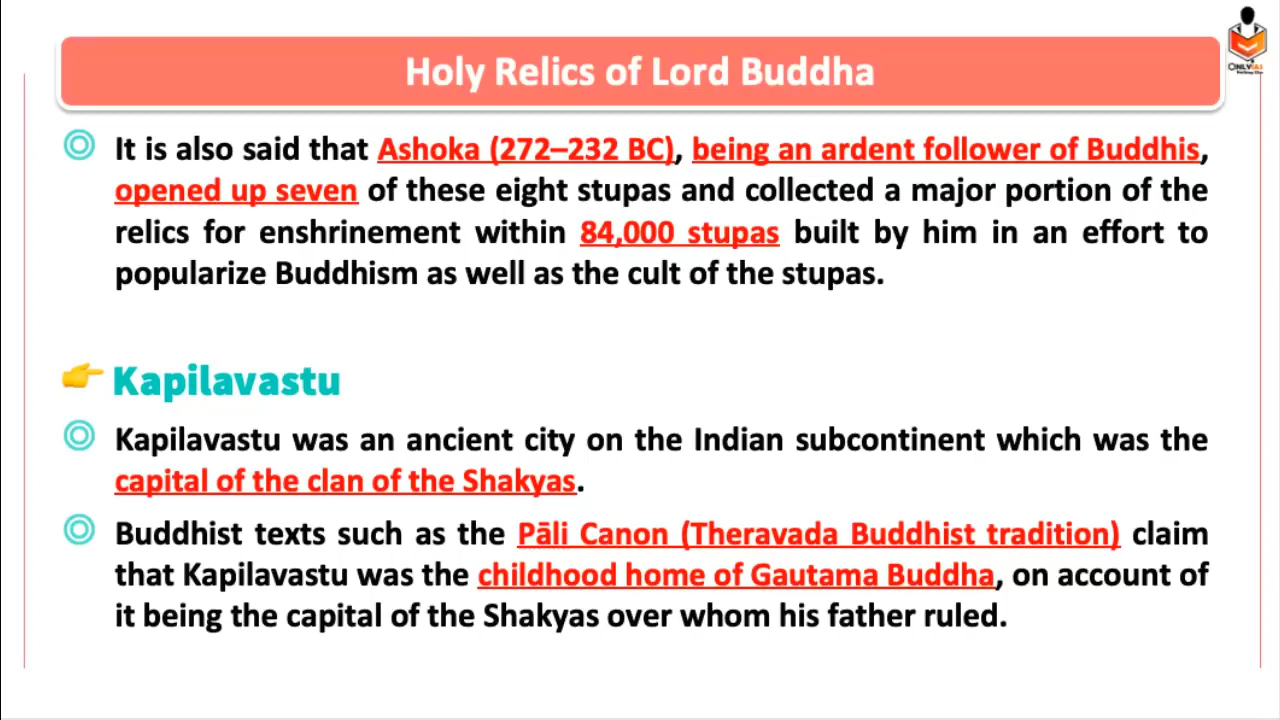 Holy Relics of Lord Buddha
ONLYIAS
It is also said that Ashoka (272–232 BC), being an ardent follower of Buddhis,
opened up seven of these eight stupas and collected a major portion of the
relics for enshrinement within 84,000 stupas built by him in an effort to
popularize Buddhism as well as the cult of the stupas.
Kapilavastu
Kapilavastu was an ancient city on the Indian subcontinent which was the
capital of the clan of the Shakyas.
Buddhist texts such as the Pāli Canon (Theravada Buddhist tradition) claim
that Kapilavastu was the childhood home of Gautama Buddha, on account of
it being the capital of the Shakyas over whom his father ruled.